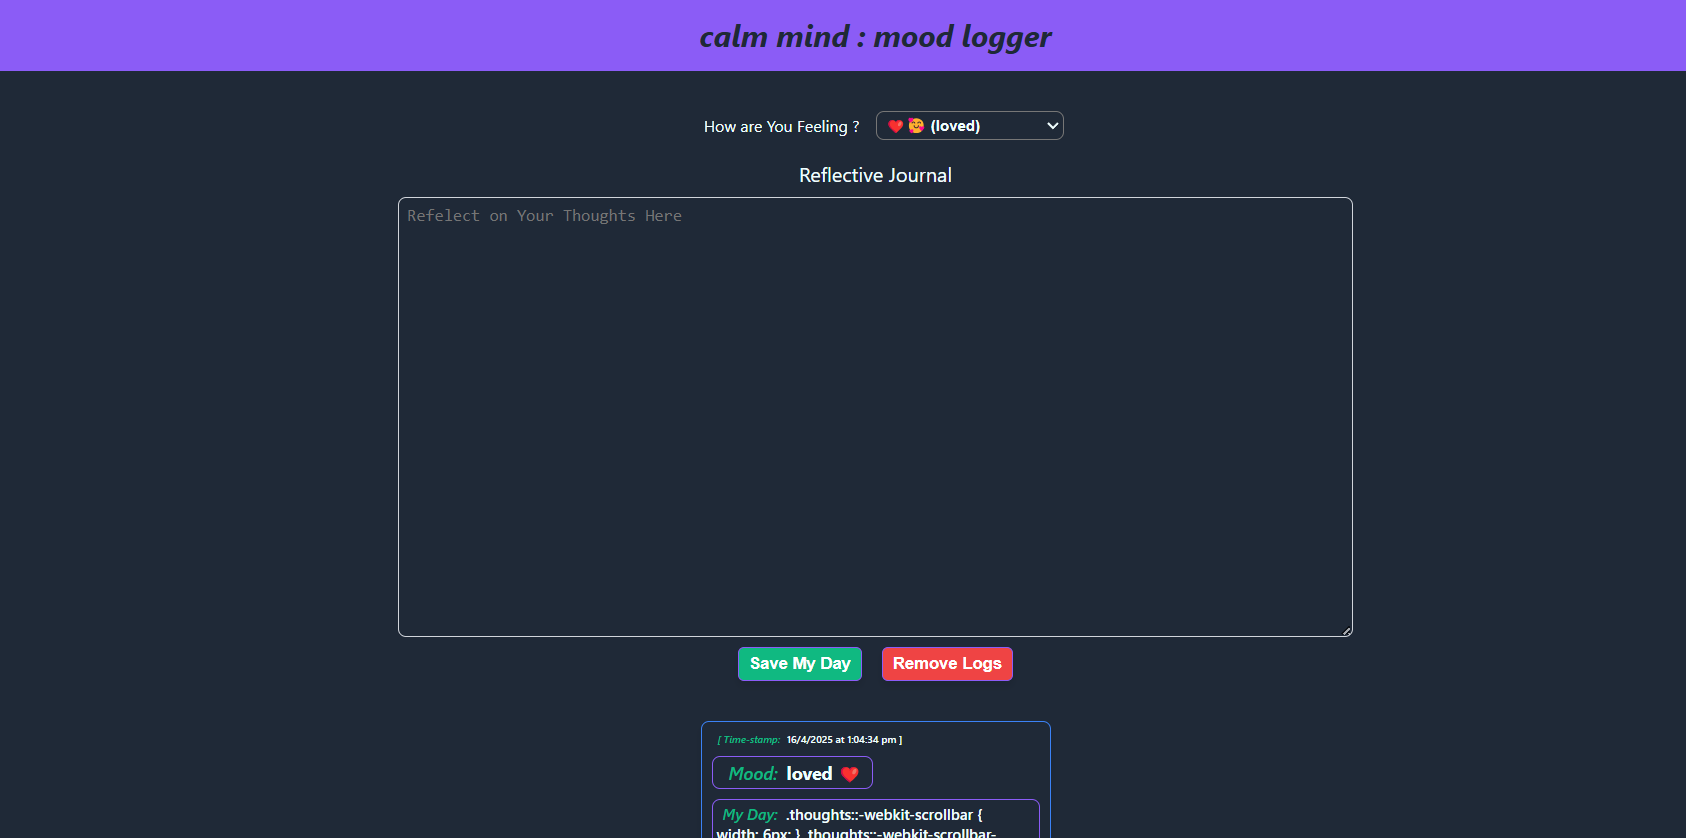 calm mind : mood logger
How are You Feeling ? ❤️🥰 (loved)
Reflective Journal
Refelect on Your Thoughts Here
Save My Day Remove Logs
[ Time-stamp: 16/4/2025 at 1:04:34 pm ]
Mood: loved ❤️
My Day: .thoughts::-webkit-scrollbar {
width: 6px; } .thoughts::-webkit-scrollbar-